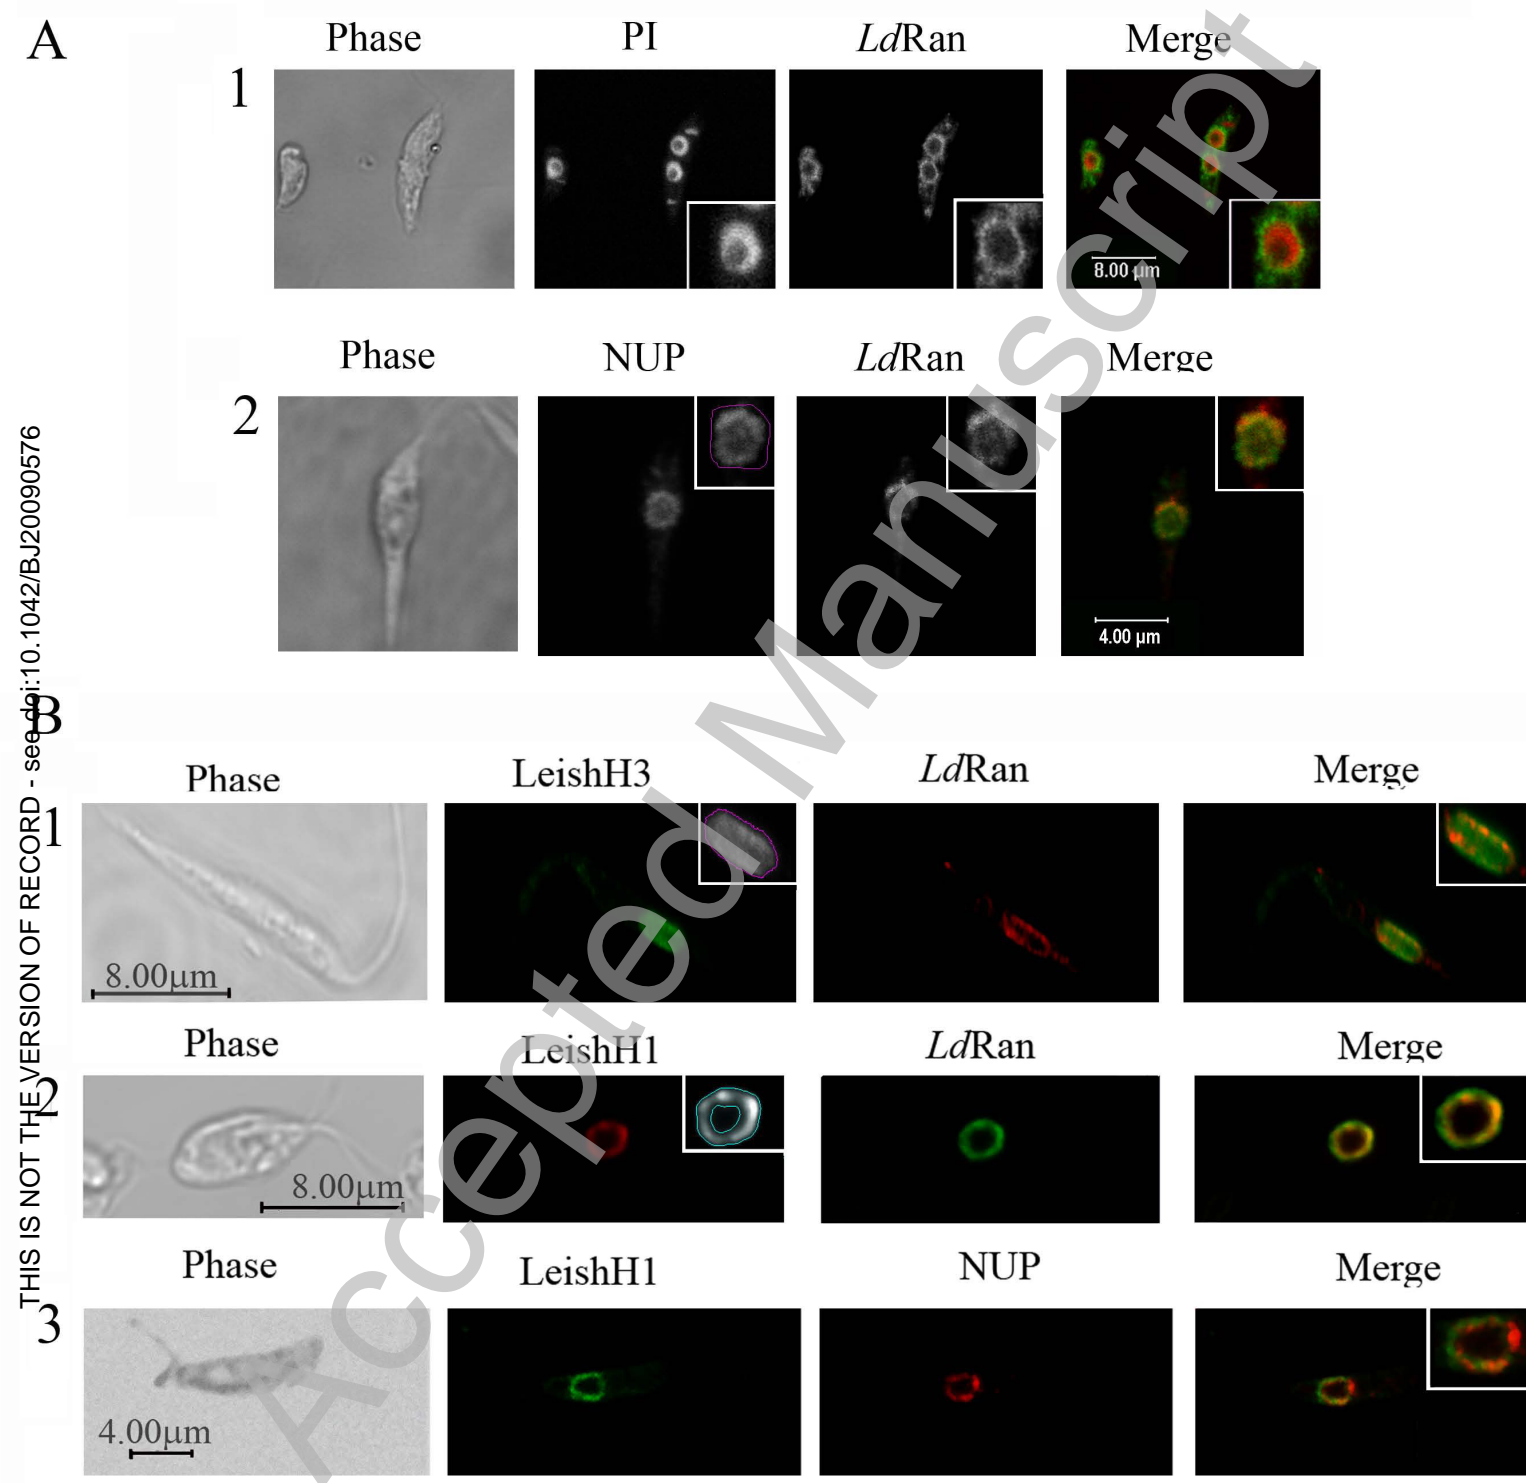 A
Phase PI LdRan Merge
1
8.00 µm
Phase NUP LdRan Merge
2
4.00 µm
B
Phase LeishH3 LdRan Merge
1
8.00µm
Phase LeishH1 LdRan Merge
2
8.00µm
Phase LeishH1 NUP Merge
3
4.00µm
THIS IS NOT THE VERSION OF RECORD - see doi:10.1042/BJ20090576
Accepted Manuscript